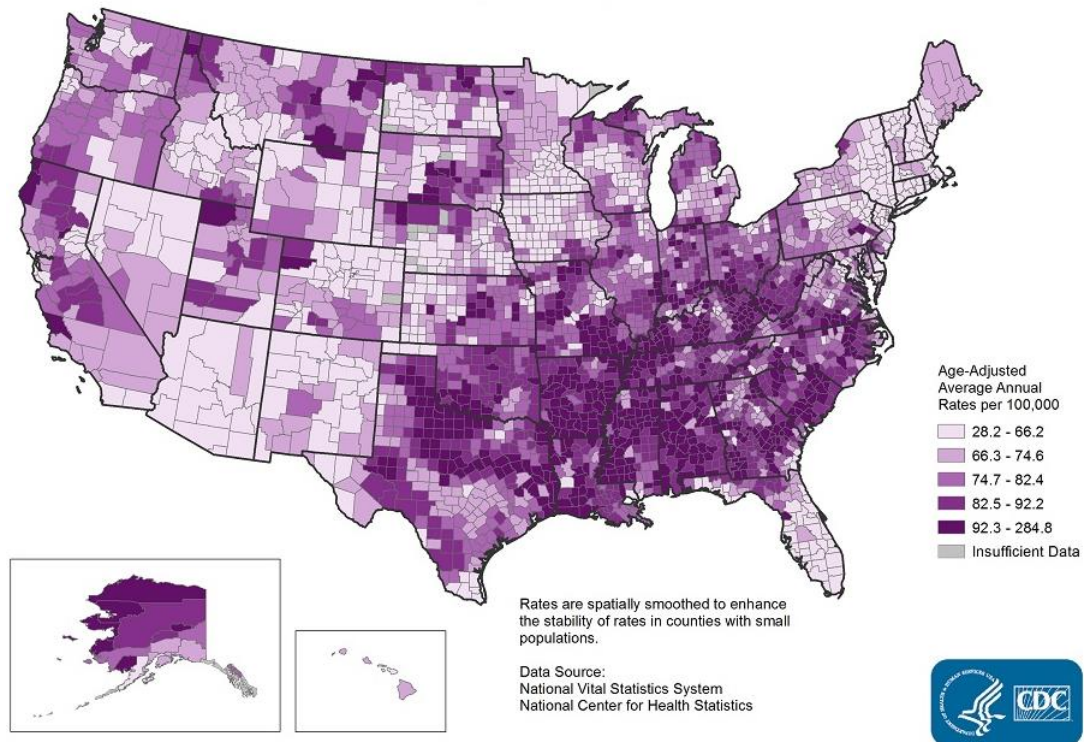 Age-Adjusted
Average Annual
Rates per 100,000
28.2 - 66.2
66.3 - 74.6
74.7 - 82.4
82.5 - 92.2
92.3 - 284.8
Insufficient Data
Rates are spatially smoothed to enhance
the stability of rates in counties with small
populations.
Data Source:
National Vital Statistics System
National Center for Health Statistics
CDC